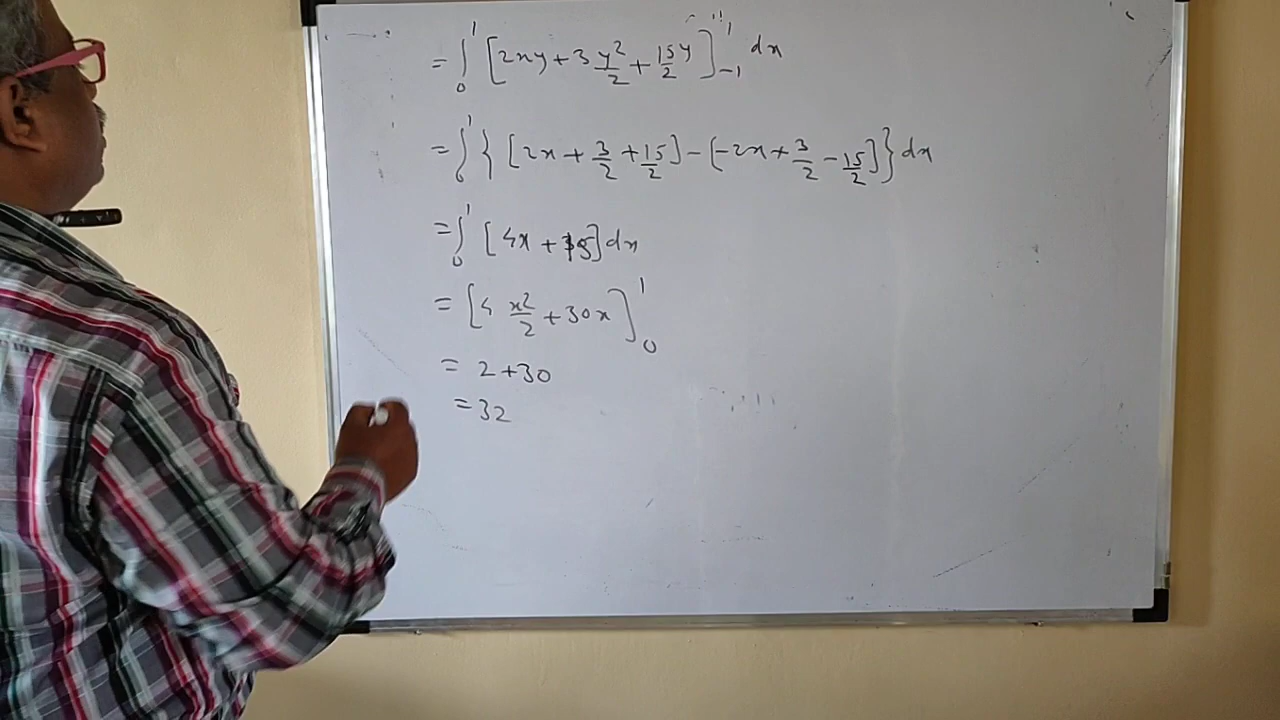 = ∫₀¹ [2xy + 3 y²/2 + 15/2 y]₋₁¹ dx
= ∫₀¹ { [2x + 3/2 + 15/2] - [-2x + 3/2 - 15/2] } dx
= ∫₀¹ [4x + 15] dx
= [4 x²/2 + 30x]₀¹
= 2 + 30
= 32